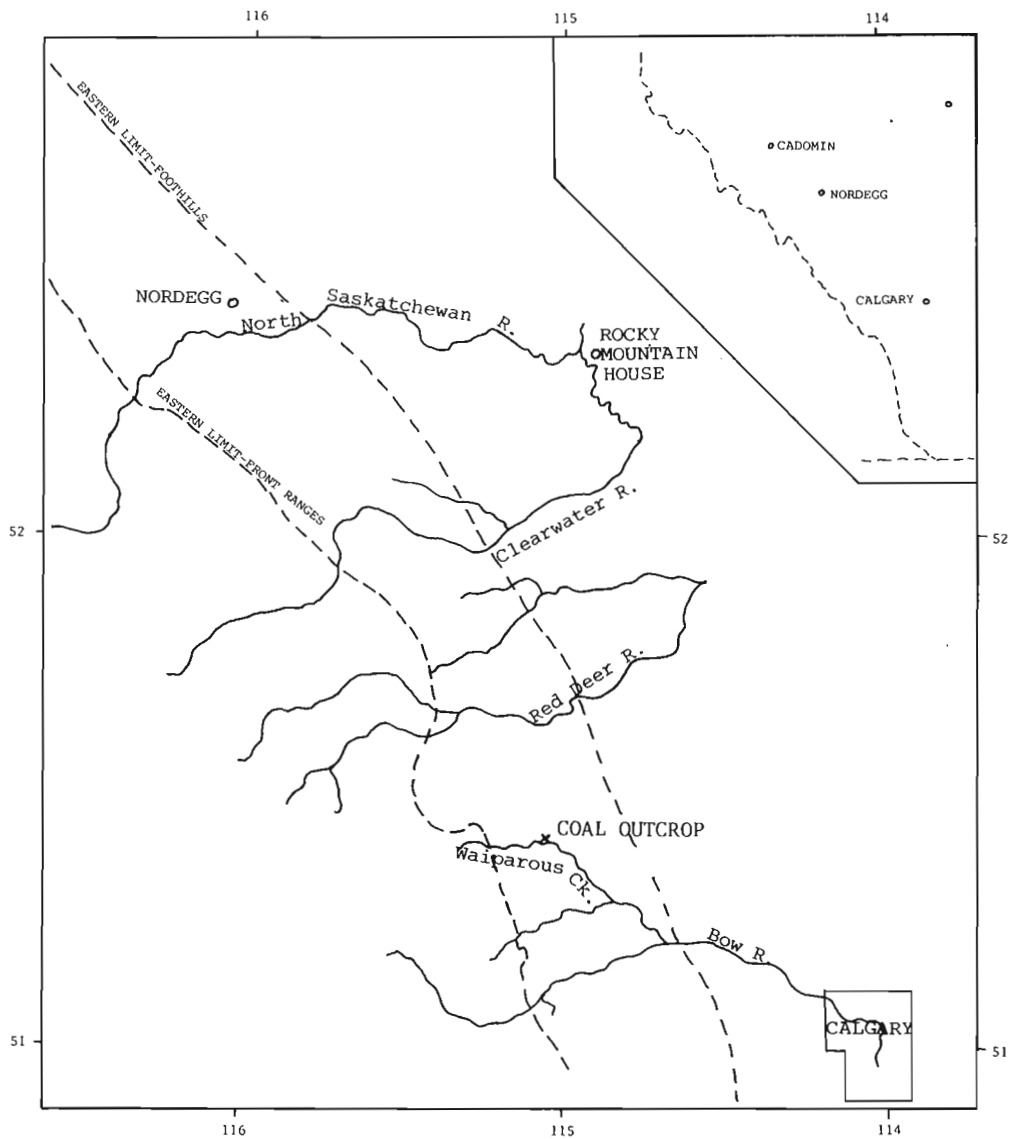 116 115 114
EASTERN LIMIT-FOOTHILLS
CADOMIN
NORDEGG
CALGARY
NORDEGG
North Saskatchewan R.
ROCKY
MOUNTAIN
HOUSE
EASTERN LIMIT-FRONT RANGES
52 52
Clearwater R.
Red Deer R.
COAL OUTCROP
Waiparous Ck.
Bow R.
CALGARY
51 51
116 115 114